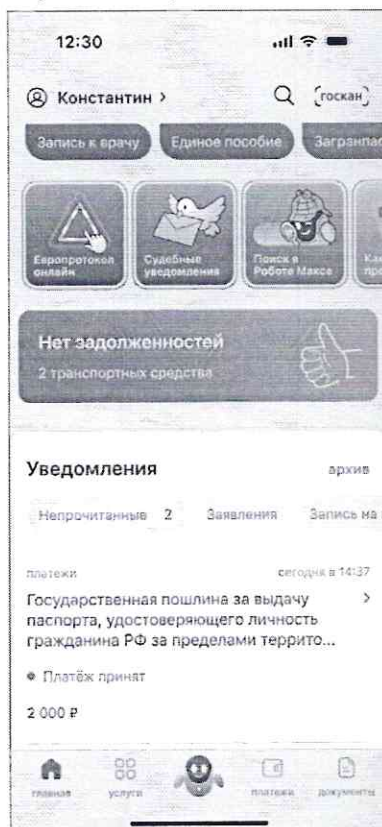 12:30
Константин >
госкан
Запись к врачу
Единое пособие
Загранпас
Европротокол
онлайн
Судебные
уведомления
Поиск в
Роботе Максе
Нет задолженностей
2 транспортных средства
Уведомления
архив
Непрочитанные 2
Заявления
Запись на
платежи
сегодня в 14:37
Государственная пошлина за выдачу
паспорта, удостоверяющего личность
гражданина РФ за пределами террито...
Платёж принят
2 000 ₽
главная
услуги
платежи
документы